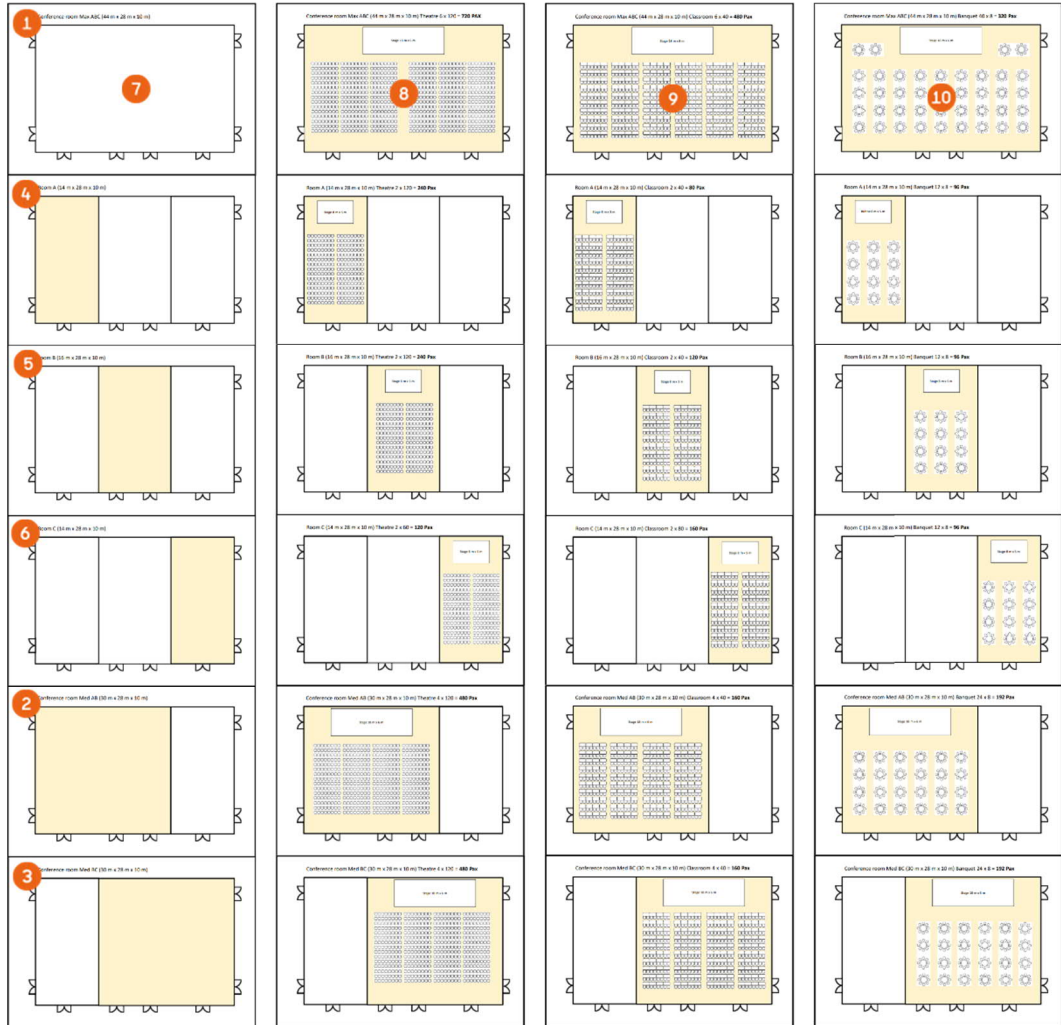 1
Conference room Max ABC (44 m x 28 m x 10 m)
7
Conference room Max ABC (44 m x 28 m x 10 m) Theatre 6 x 120 = 720 PAX
8
Conference room Max ABC (44 m x 28 m x 10 m) Classroom 6 x 40 = 480 Pax
9
Conference room Max ABC (44 m x 28 m x 10 m) Banquet 40 x 8 = 320 Pax
10
4
Room A (14 m x 28 m x 10 m)
Room A (14 m x 28 m x 10 m) Theatre 2 x 120 = 240 Pax
Room A (14 m x 28 m x 10 m) Classroom 2 x 40 = 80 Pax
Room A (14 m x 28 m x 10 m) Banquet 12 x 8 = 96 Pax
5
Room B (16 m x 28 m x 10 m)
Room B (16 m x 28 m x 10 m) Theatre 2 x 120 = 240 Pax
Room B (16 m x 28 m x 10 m) Classroom 2 x 40 = 120 Pax
Room B (16 m x 28 m x 10 m) Banquet 12 x 8 = 96 Pax
6
Room C (14 m x 28 m x 10 m)
Room C (14 m x 28 m x 10 m) Theatre 2 x 60 = 120 Pax
Room C (14 m x 28 m x 10 m) Classroom 2 x 80 = 160 Pax
Room C (14 m x 28 m x 10 m) Banquet 12 x 8 = 96 Pax
2
Conference room Med AB (30 m x 28 m x 10 m)
Conference room Med AB (30 m x 28 m x 10 m) Theatre 4 x 120 = 480 Pax
Conference room Med AB (30 m x 28 m x 10 m) Classroom 4 x 40 = 160 Pax
Conference room Med AB (30 m x 28 m x 10 m) Banquet 24 x 8 = 192 Pax
3
Conference room Med BC (30 m x 28 m x 10 m)
Conference room Med BC (30 m x 28 m x 10 m) Theatre 4 x 120 = 480 Pax
Conference room Med BC (30 m x 28 m x 10 m) Classroom 4 x 40 = 160 Pax
Conference room Med BC (30 m x 28 m x 10 m) Banquet 24 x 8 = 192 Pax